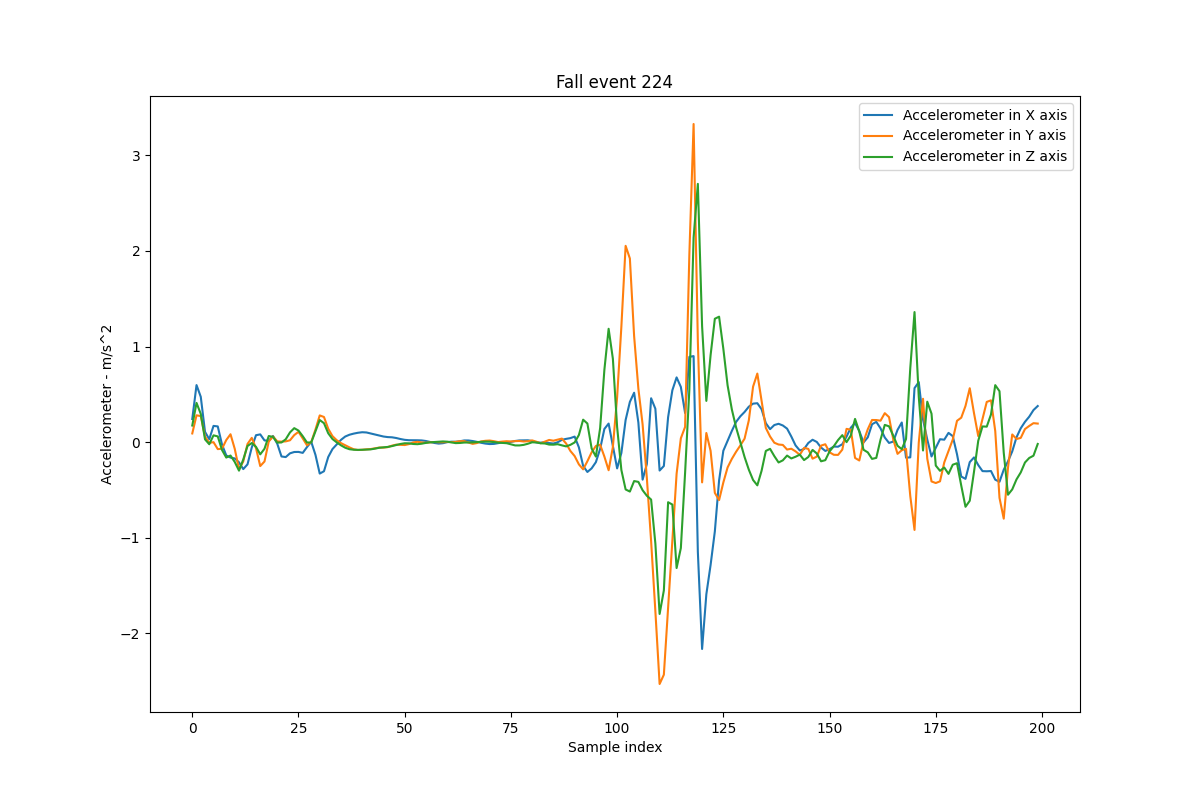 Fall event 224
Accelerometer in X axis
Accelerometer in Y axis
Accelerometer in Z axis
Accelerometer - m/s^2
3
2
1
0
−1
−2
0
25
50
75
100
125
150
175
200
Sample index